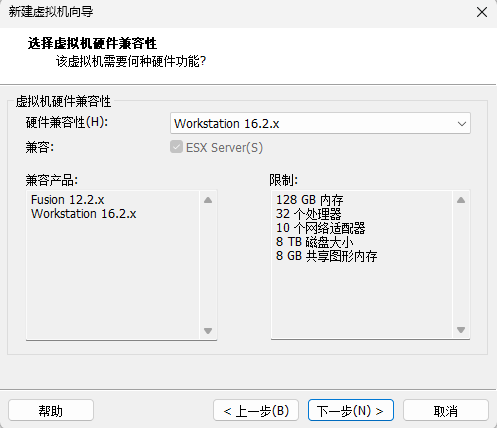 新建虚拟机向导
选择虚拟机硬件兼容性
该虚拟机需要何种硬件功能?
虚拟机硬件兼容性
硬件兼容性(H): Workstation 16.2.x
兼容: ESX Server(S)
兼容产品:
Fusion 12.2.x
Workstation 16.2.x
限制:
128 GB 内存
32 个处理器
10 个网络适配器
8 TB 磁盘大小
8 GB 共享图形内存
帮助 < 上一步(B) 下一步(N) > 取消